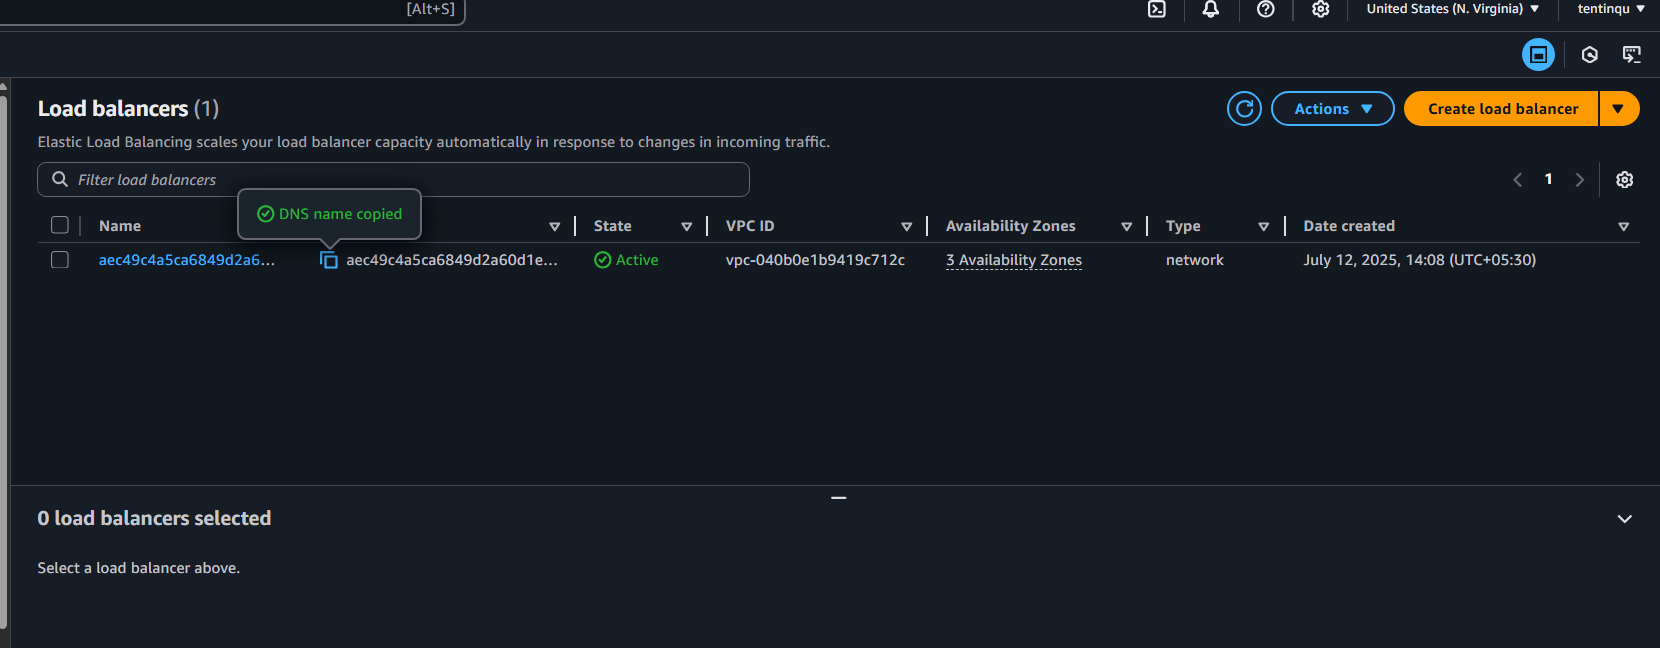 [Alt+S]
United States (N. Virginia)
tentinqu
Load balancers (1)
Actions
Create load balancer
Elastic Load Balancing scales your load balancer capacity automatically in response to changes in incoming traffic.
Filter load balancers
1
DNS name copied
Name
State
VPC ID
Availability Zones
Type
Date created
aec49c4a5ca6849d2a6...
aec49c4a5ca6849d2a60d1e...
Active
vpc-040b0e1b9419c712c
3 Availability Zones
network
July 12, 2025, 14:08 (UTC+05:30)
0 load balancers selected
Select a load balancer above.